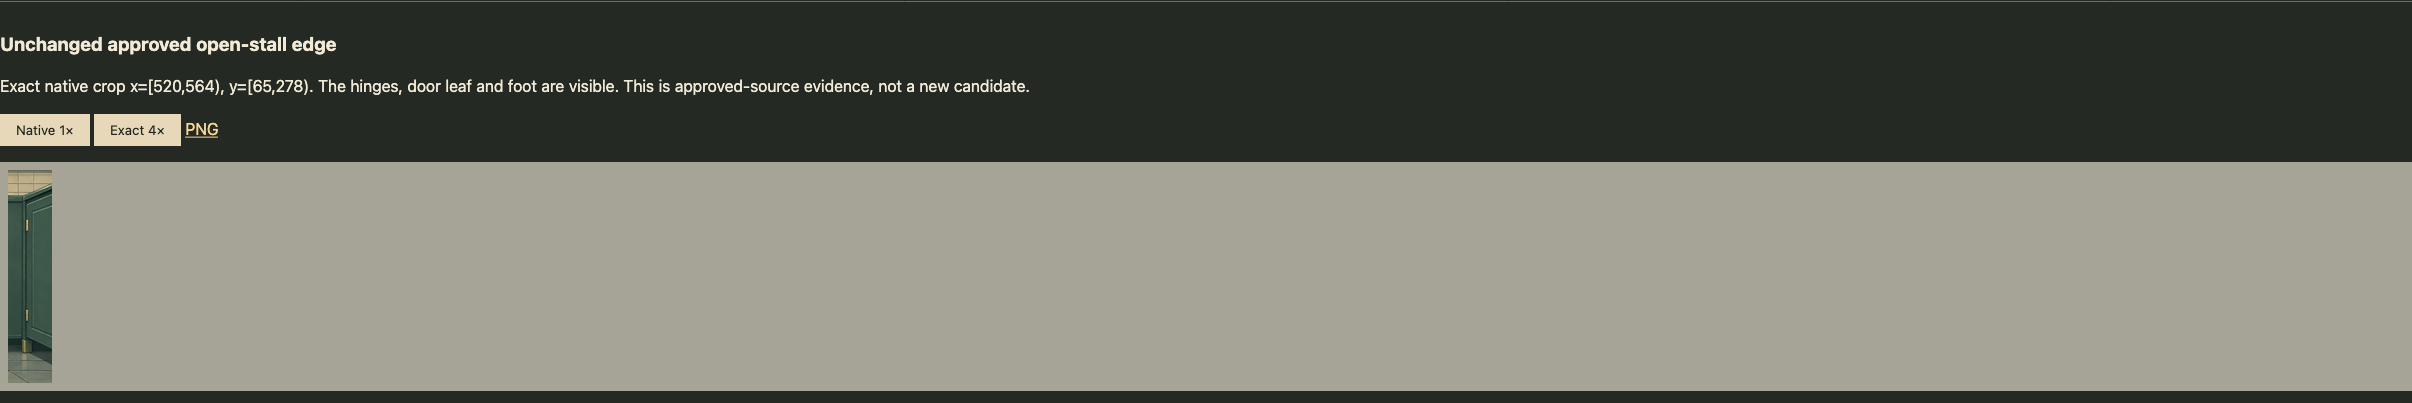 Unchanged approved open-stall edge
Exact native crop x=[520,564), y=[65,278). The hinges, door leaf and foot are visible. This is approved-source evidence, not a new candidate.
Native 1× Exact 4× PNG